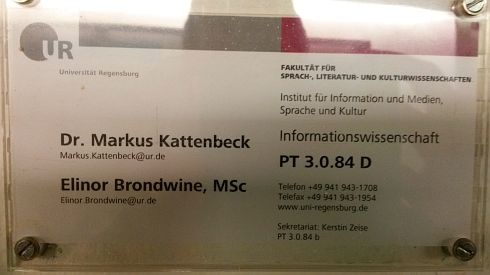 UR
Universität Regensburg
FAKULTÄT FÜR
SPRACH-, LITERATUR- UND KULTURWISSENSCHAFTEN
Institut für Information und Medien,
Sprache und Kultur
Informationswissenschaft
PT 3.0.84 D
Dr. Markus Kattenbeck
Markus.Kattenbeck@ur.de
Elinor Brondwine, MSc
Elinor.Brondwine@ur.de
Telefon +49 941 943-1708
Telefax +49 941 943-1954
www.uni-regensburg.de
Sekretariat: Kerstin Zeise
PT 3.0.84 b